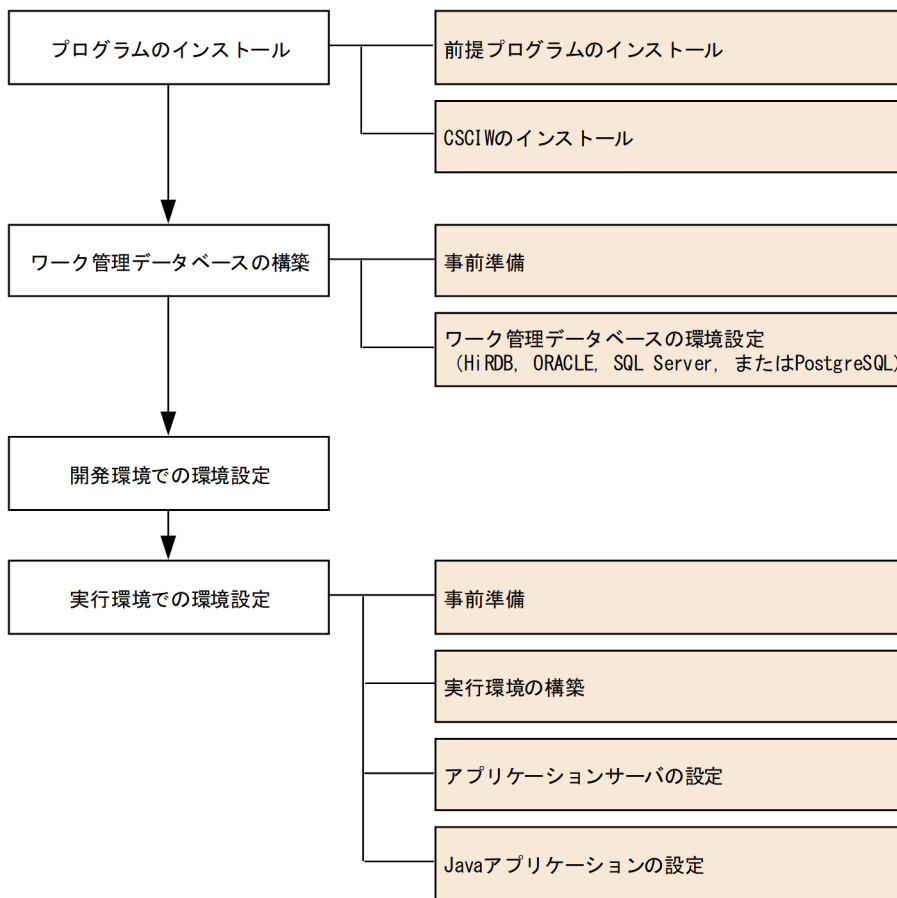 プログラムのインストール
前提プログラムのインストール
CSCIWのインストール
ワーク管理データベースの構築
事前準備
ワーク管理データベースの環境設定
(HiRDB, ORACLE, SQL Server, またはPostgreSQL)
開発環境での環境設定
実行環境での環境設定
事前準備
実行環境の構築
アプリケーションサーバの設定
Javaアプリケーションの設定